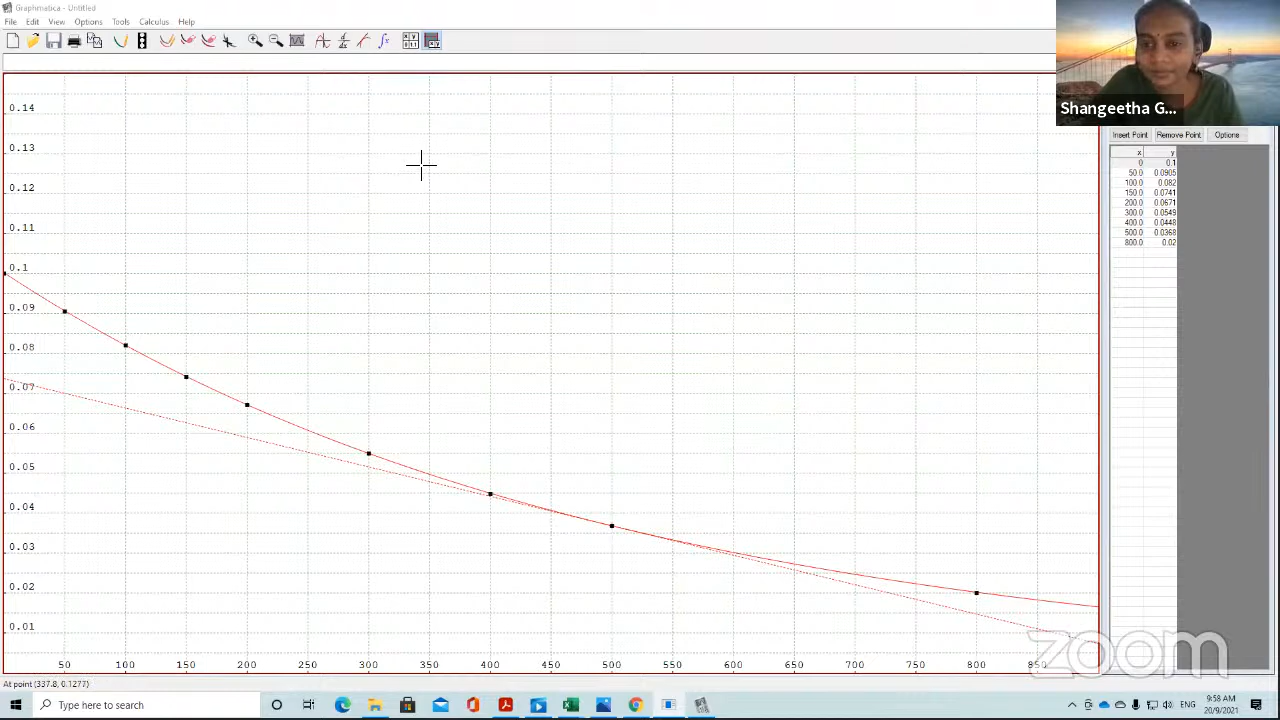 Graphmatica - Untitled
File Edit View Options Tools Calculus Help
Shangeetha G...
Insert Point Remove Point Options
x y
0 0.1
50.0 0.0905
100.0 0.082
150.0 0.0741
200.0 0.0671
300.0 0.0549
400.0 0.0448
500.0 0.0368
800.0 0.02
0.14
0.13
0.12
0.11
0.1
0.09
0.08
0.07
0.06
0.05
0.04
0.03
0.02
0.01
50 100 150 200 250 300 350 400 450 500 550 600 650 700 750 800
zoom
At point (337.8, 0.1277)
Type here to search
ENG
9:58 AM
20/9/2021